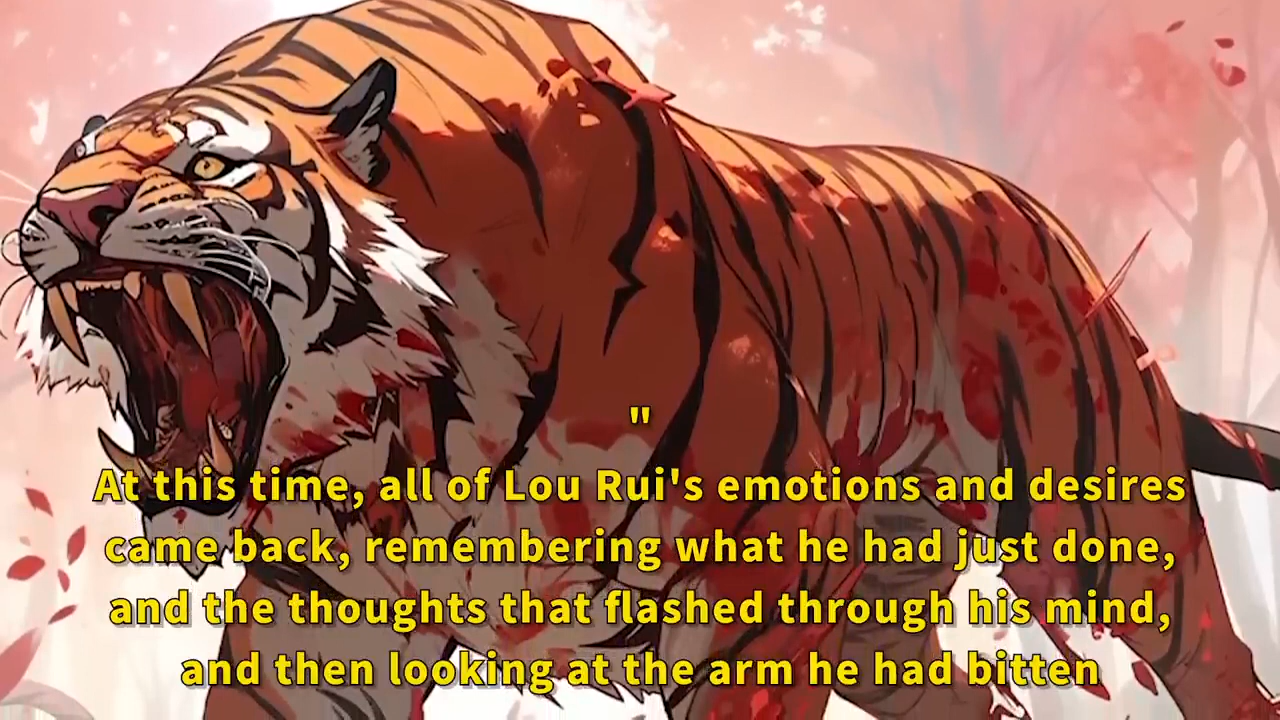 "
At this time, all of Lou Rui's emotions and desires
came back, remembering what he had just done,
and the thoughts that flashed through his mind,
and then looking at the arm he had bitten